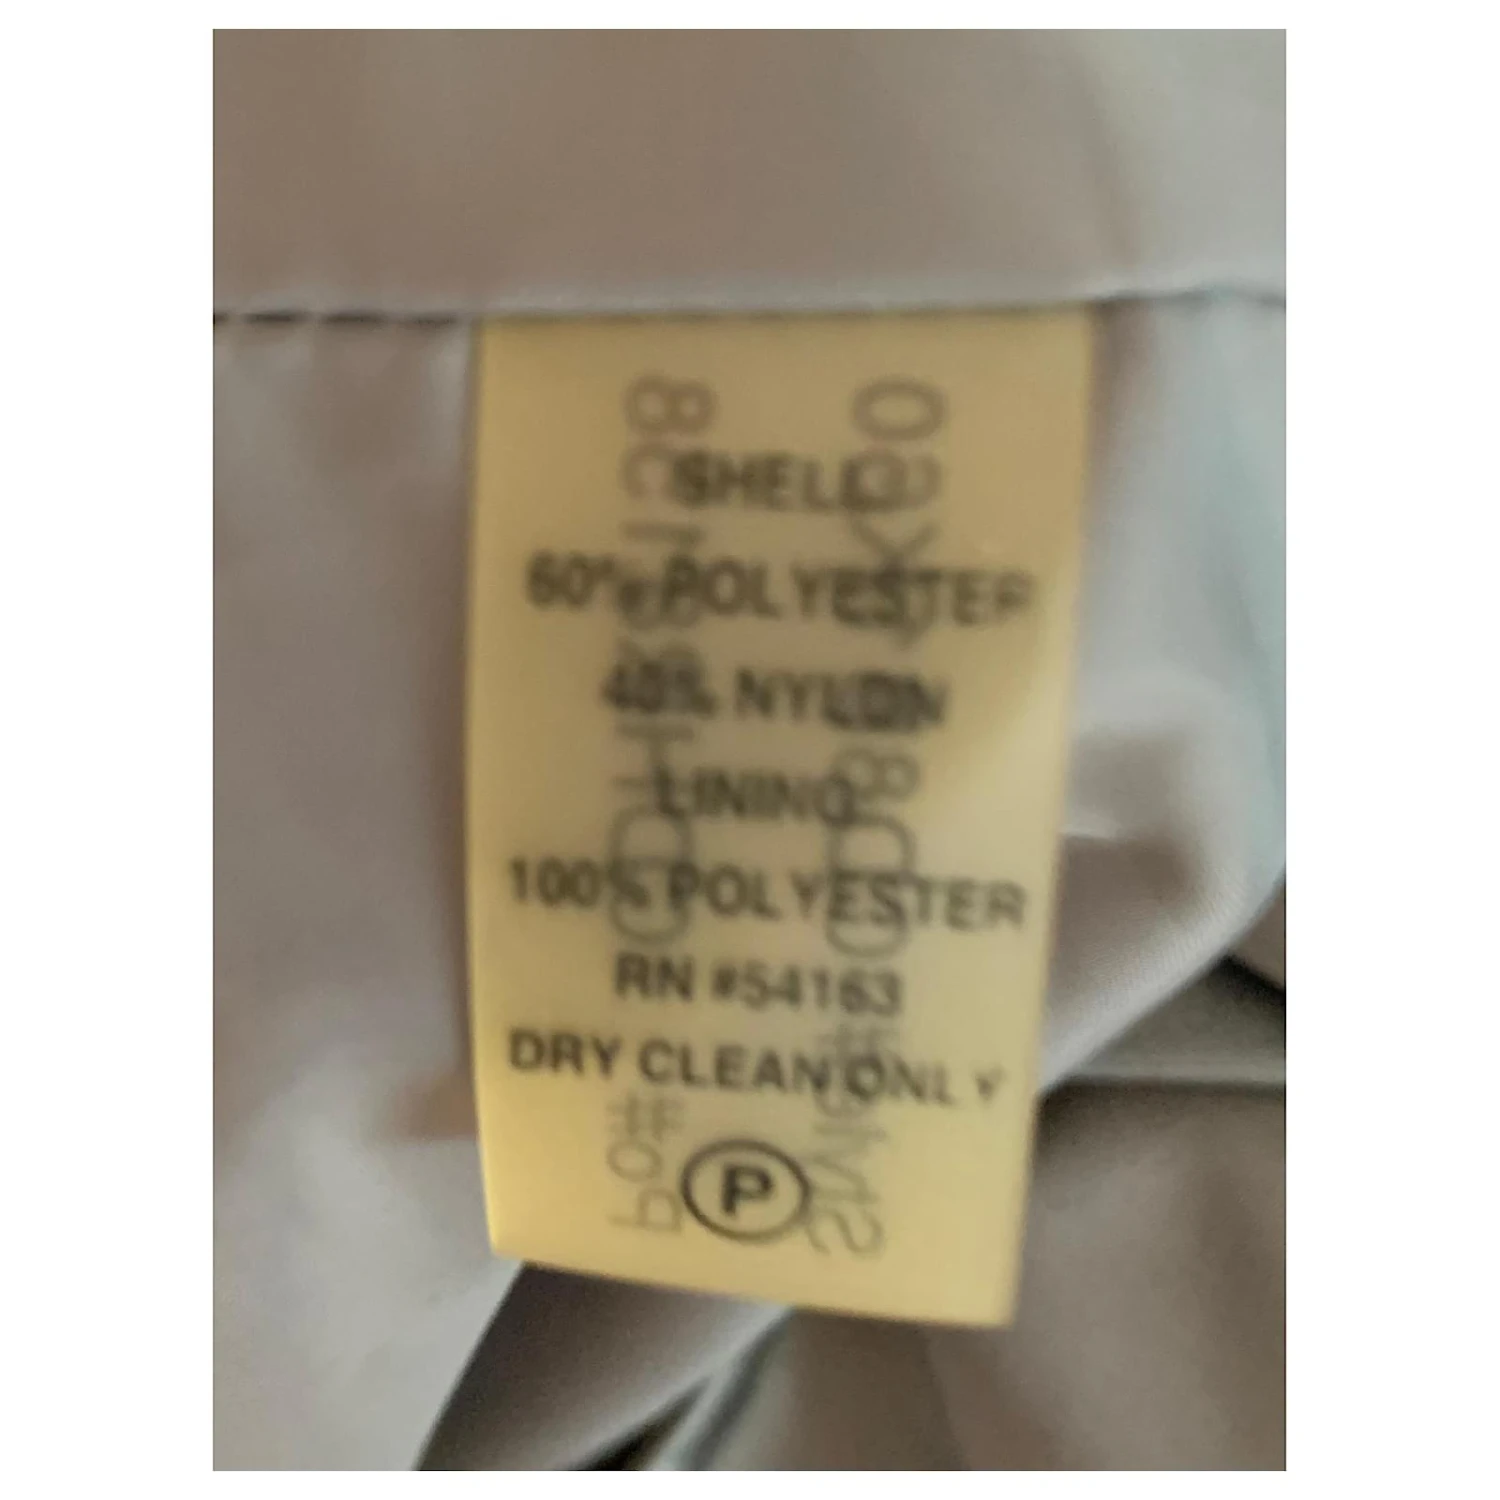 SHELL
60% POLYESTER
40% NYLON
LINING
100% POLYESTER
RN #54163
DRY CLEAN ONLY
P